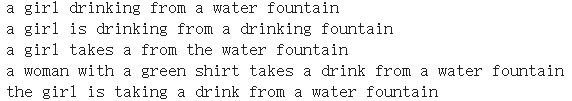 a girl drinking from a water fountain
a girl is drinking from a drinking fountain
a girl takes a from the water fountain
a woman with a green shirt takes a drink from a water fountain
the girl is taking a drink from a water fountain